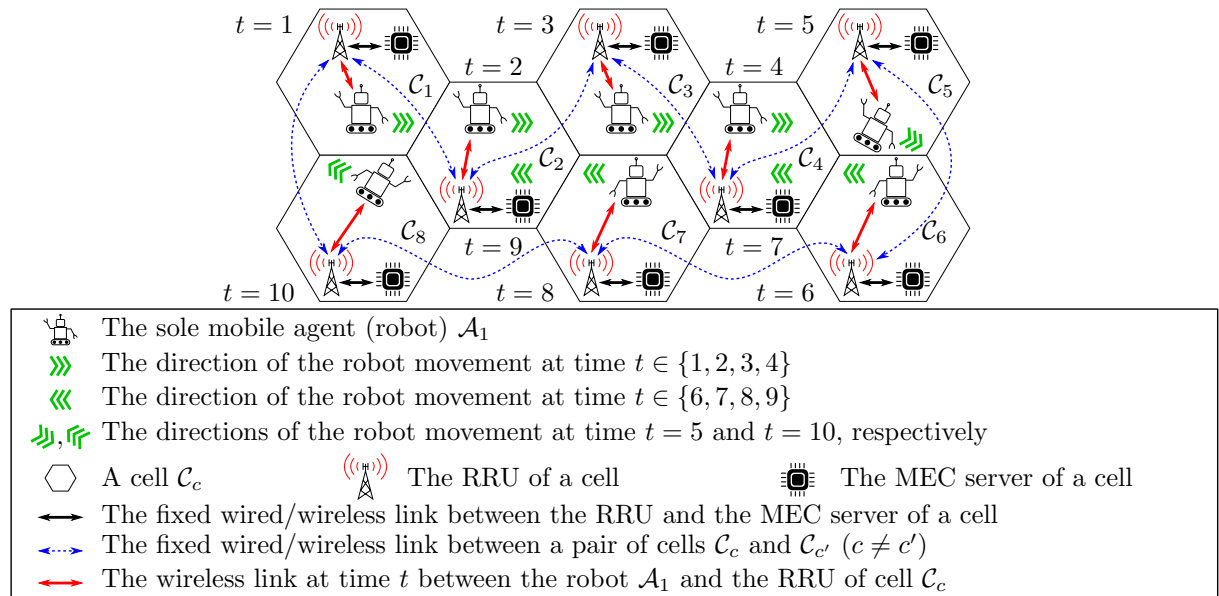 t = 1
t = 3
t = 5
t = 2
t = 4
C₁
C₃
C₅
C₂
C₄
C₈
C₇
C₆
t = 9
t = 7
t = 10
t = 8
t = 6
The sole mobile agent (robot) A₁
The direction of the robot movement at time t ∈ {1, 2, 3, 4}
The direction of the robot movement at time t ∈ {6, 7, 8, 9}
, The directions of the robot movement at time t = 5 and t = 10, respectively
A cell C_c The RRU of a cell The MEC server of a cell
The fixed wired/wireless link between the RRU and the MEC server of a cell
The fixed wired/wireless link between a pair of cells C_c and C_c′ (c ≠ c′)
The wireless link at time t between the robot A₁ and the RRU of cell C_c